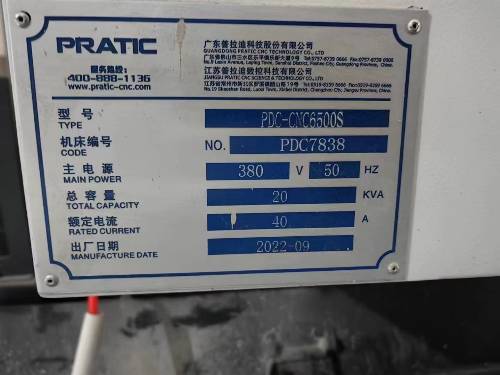 PRATIC
服务热线:
400-888-1136
www.pratic-cnc.com
广东普拉迪科技股份有限公司
GUANGDONG PRATIC CNC TECHNOLOGY CO.,LTD
江苏普拉迪数控科技有限公司
JIANGSU PRATIC CNC SCIENCE & TECHNOLOGY CO.,LTD
型号 PDC-CNC6500S
TYPE
机床编号 NO. PDC7838
CODE
主电源 380 V 50 HZ
MAIN POWER
总容量 20 KVA
TOTAL CAPACITY
额定电流 40 A
RATED CURRENT
出厂日期 2022-09
MANUFACTURE DATE